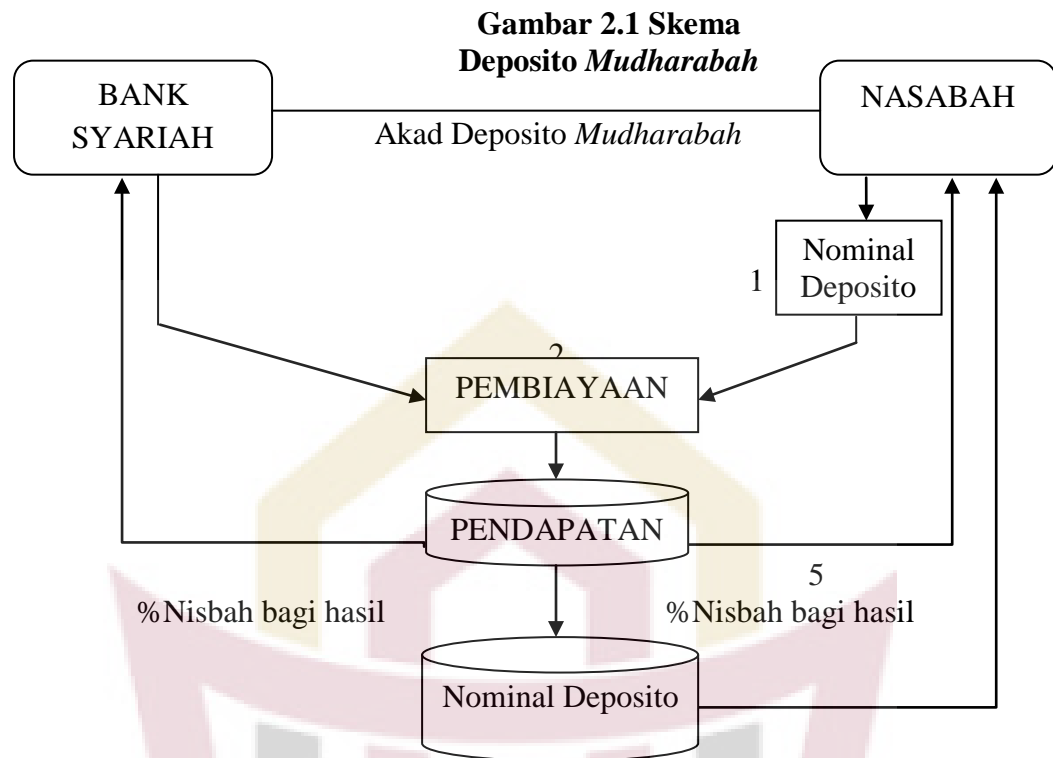 Gambar 2.1 Skema
Deposito Mudharabah
BANK
SYARIAH
NASABAH
Akad Deposito Mudharabah
Nominal
Deposito
1
2
PEMBIAYAAN
PENDAPATAN
5
%Nisbah bagi hasil
%Nisbah bagi hasil
Nominal Deposito